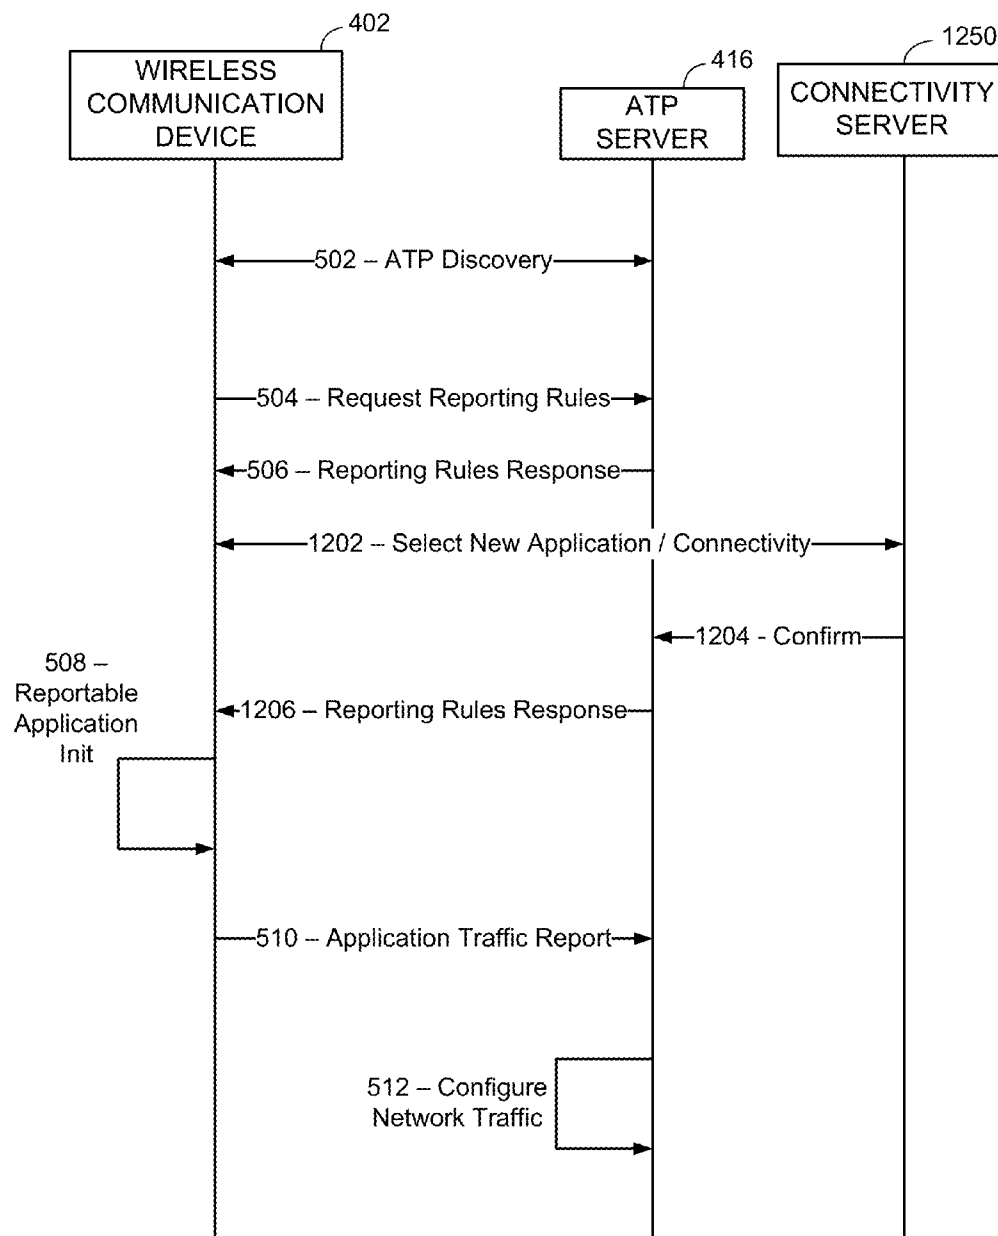 402
WIRELESS
COMMUNICATION
DEVICE
416
ATP
SERVER
1250
CONNECTIVITY
SERVER
502 – ATP Discovery
504 – Request Reporting Rules
506 – Reporting Rules Response
1202 – Select New Application / Connectivity
1204 - Confirm
508 –
Reportable
Application
Init
1206 – Reporting Rules Response
510 – Application Traffic Report
512 – Configure
Network Traffic